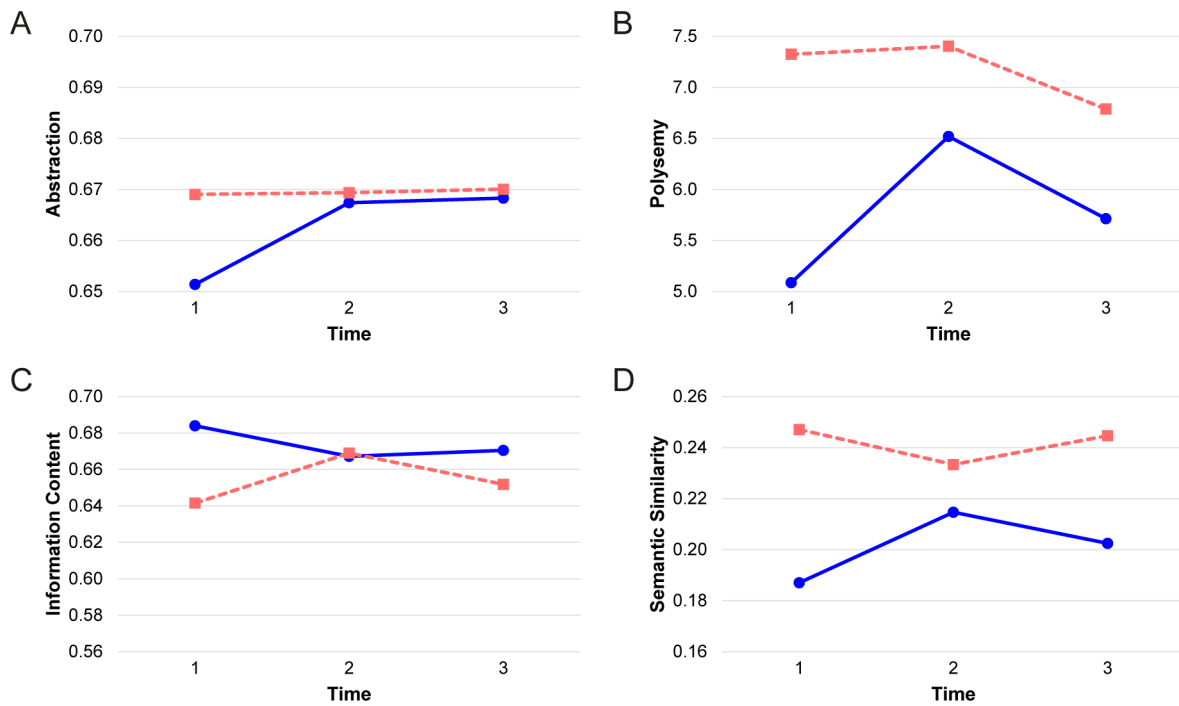 A
0.70
0.69
0.68
0.67
0.66
0.65
Abstraction
1 2 3
Time
B
7.5
7.0
6.5
6.0
5.5
5.0
Polysemy
1 2 3
Time
C
0.70
0.68
0.66
0.64
0.62
0.60
0.58
0.56
Information Content
1 2 3
Time
D
0.26
0.24
0.22
0.20
0.18
0.16
Semantic Similarity
1 2 3
Time